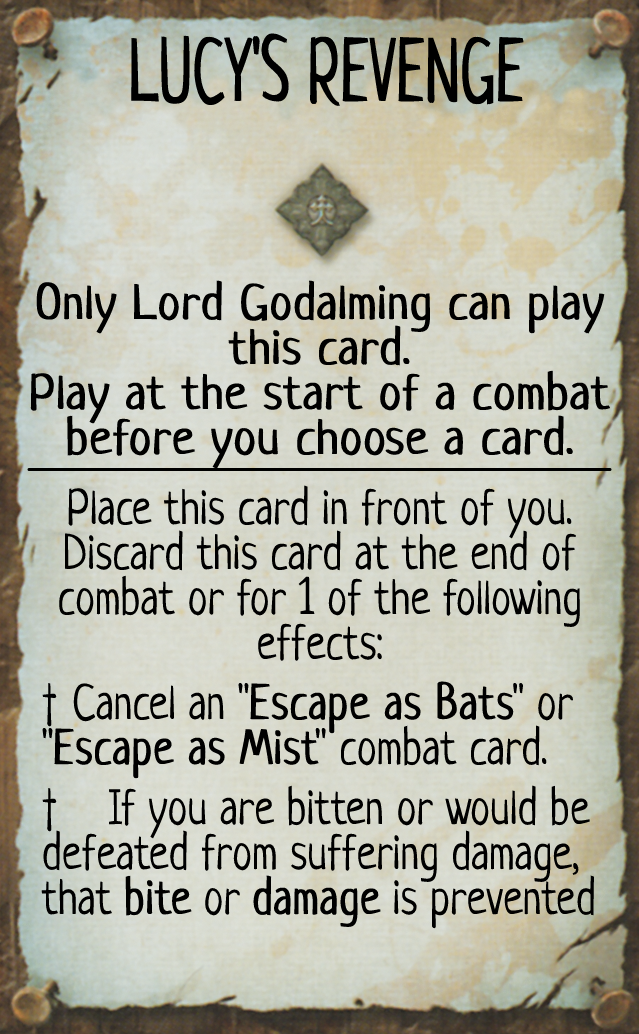 LUCY'S REVENGE
Only Lord Godalming can play
this card.
Play at the start of a combat
before you choose a card.
Place this card in front of you.
Discard this card at the end of
combat or for 1 of the following
effects:
† Cancel an "Escape as Bats" or
"Escape as Mist" combat card.
† If you are bitten or would be
defeated from suffering damage,
that bite or damage is prevented